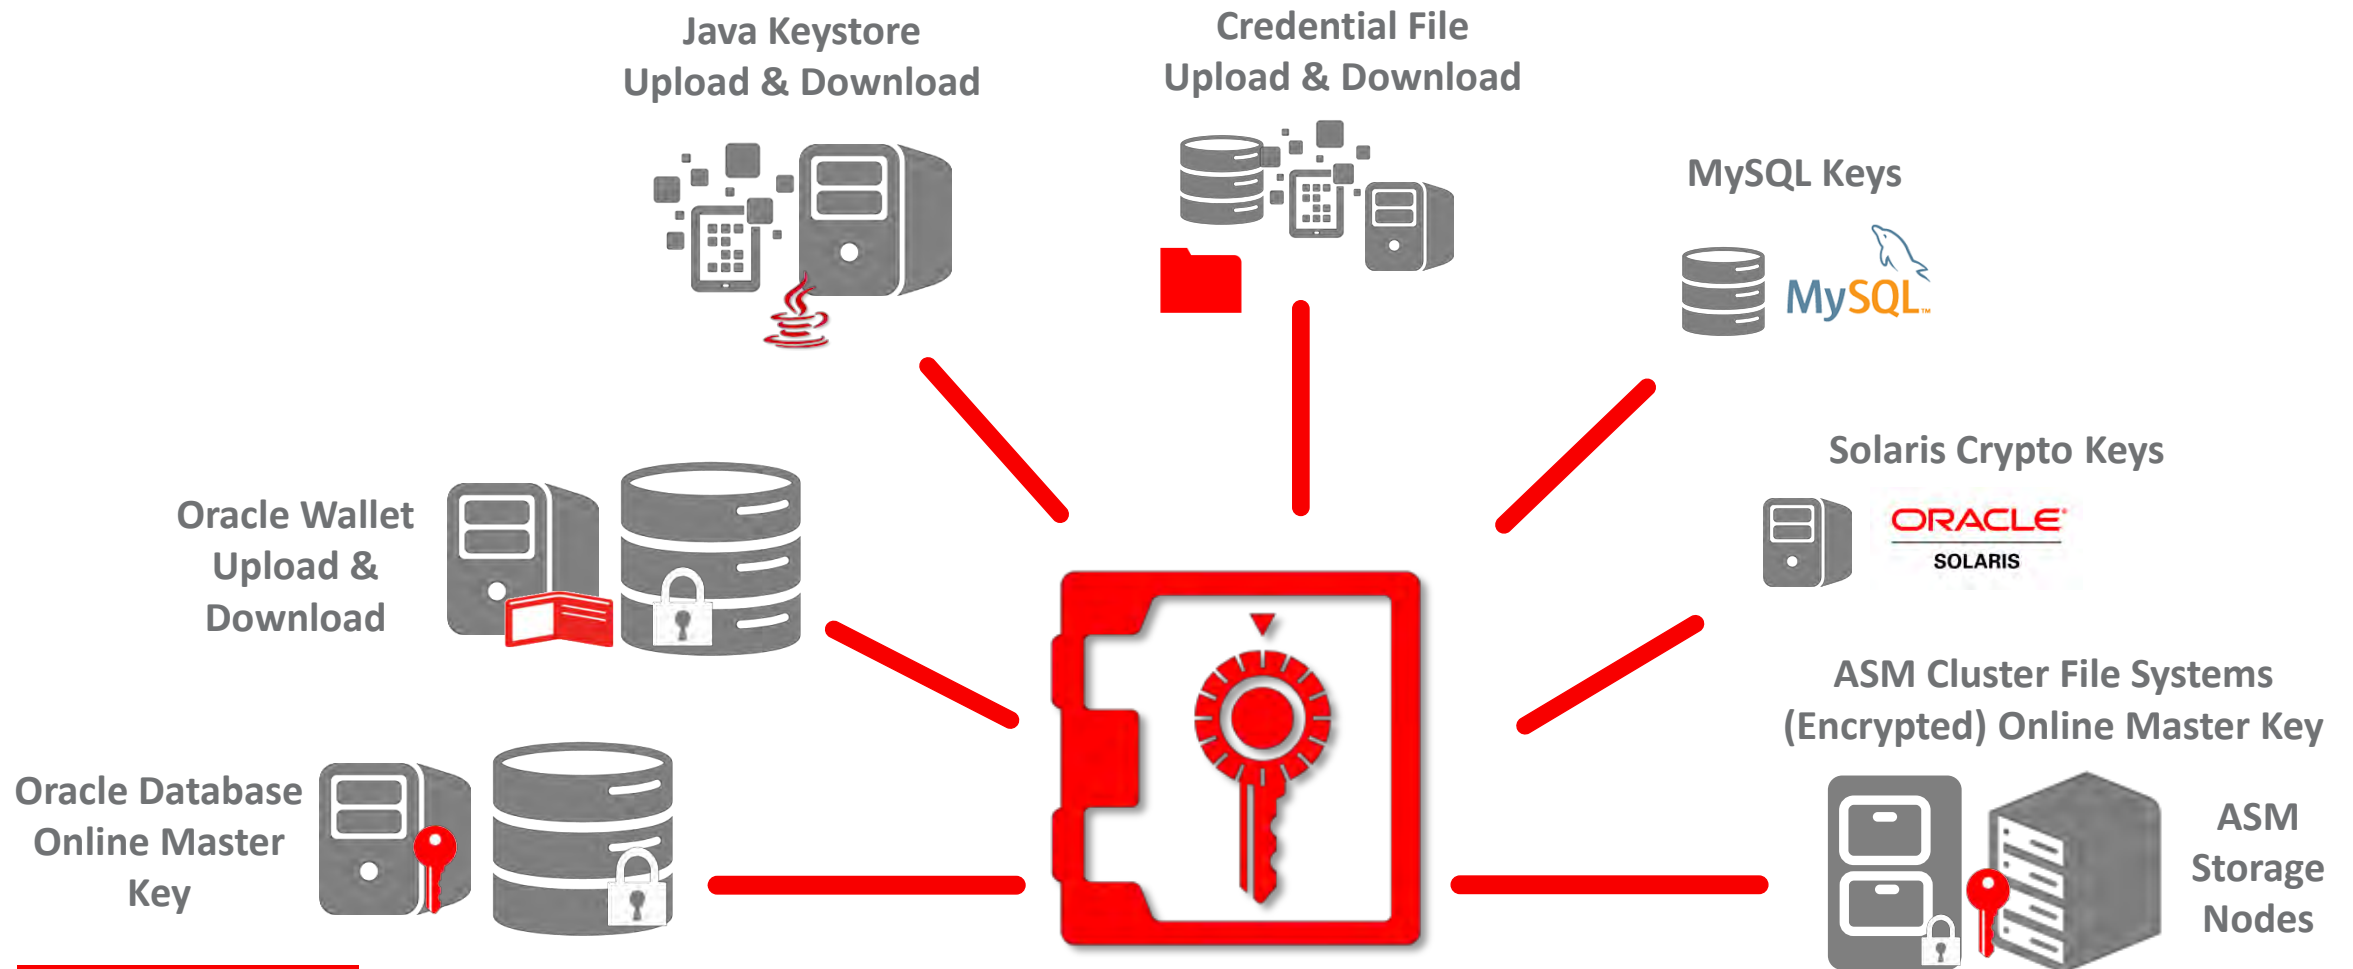 Java Keystore
Upload & Download
Credential File
Upload & Download
MySQL Keys
MySQL™
Solaris Crypto Keys
ORACLE®
SOLARIS
Oracle Wallet
Upload &
Download
ASM Cluster File Systems
(Encrypted) Online Master Key
Oracle Database
Online Master
Key
ASM
Storage
Nodes